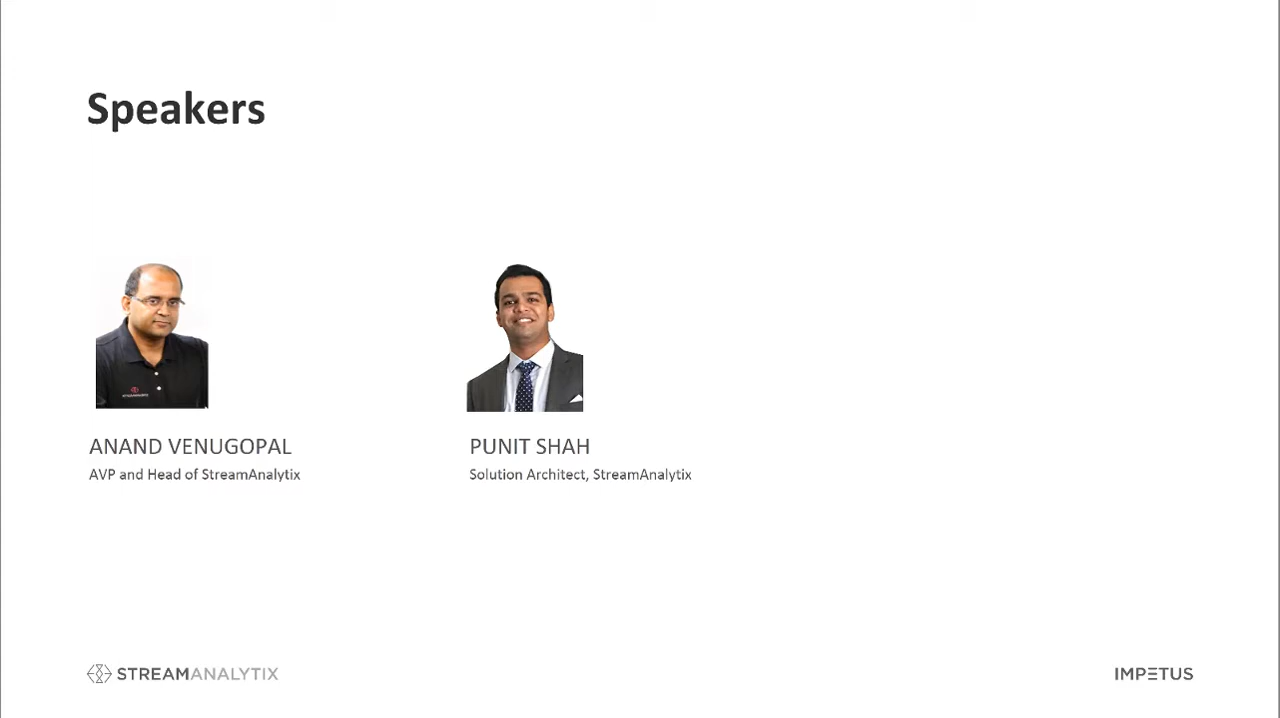 Speakers
ANAND VENUGOPAL
AVP and Head of StreamAnalytix
PUNIT SHAH
Solution Architect, StreamAnalytix
STREAMANALYTIX
IMPETUS